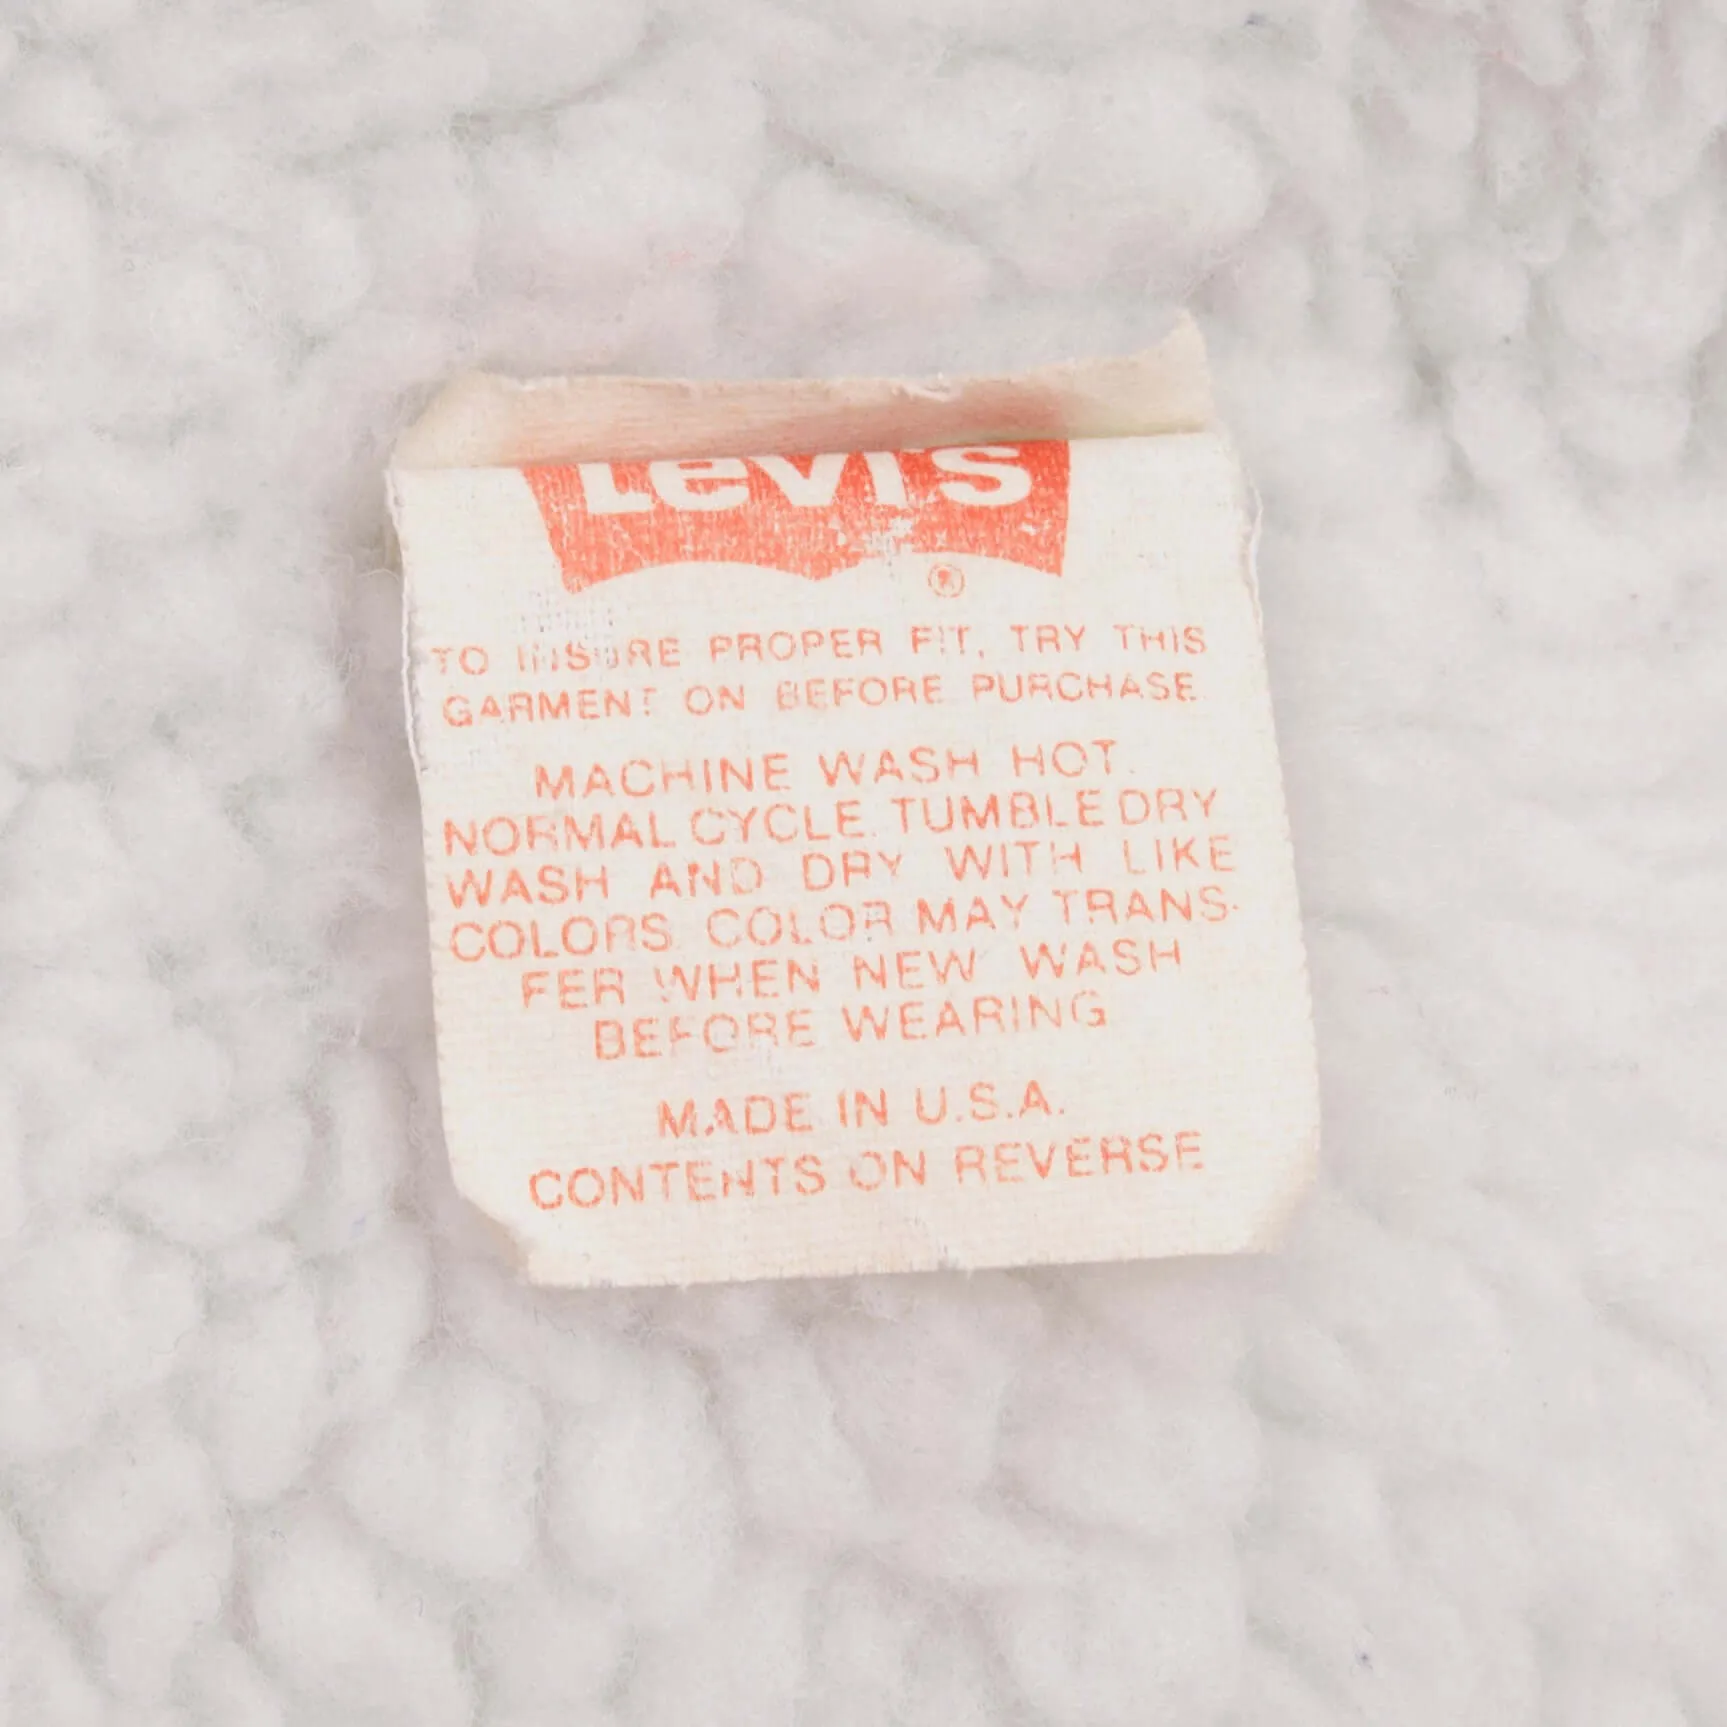 Levi's
®
TO INSURE PROPER FIT, TRY THIS
GARMENT ON BEFORE PURCHASE
MACHINE WASH HOT.
NORMAL CYCLE. TUMBLE DRY
WASH AND DRY WITH LIKE
COLORS. COLOR MAY TRANS-
FER WHEN NEW WASH
BEFORE WEARING
MADE IN U.S.A.
CONTENTS ON REVERSE